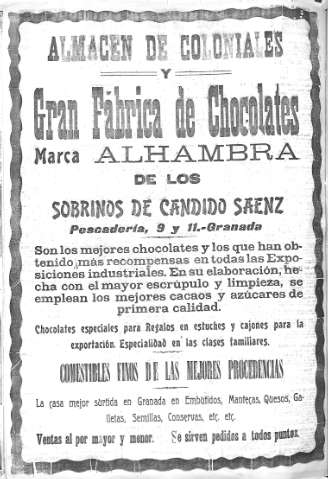 ALMACEN DE COLONIALES
Y
Gran Fábrica de Chocolates
Marca ALHAMBRA
DE LOS
SOBRINOS DE CANDIDO SAENZ
Pescadería, 9 y 11.-Granada
Son los mejores chocolates y los que han ob-
tenido más recompensas en todas las Expo-
siciones industriales. En su elaboración, he-
cha con el mayor escrúpulo y limpieza, se
emplean los mejores cacaos y azúcares de
primera calidad.
Chocolates especiales para Regalos en estuches y cajones para la
exportación. Especialidad en las clases familiares.
COMESTIBLES FINOS DE LAS MEJORES PROCEDENCIAS
La casa mejor surtida en Granada en Embutidos, Mantecas, Quesos, Ga-
lletas, Semillas, Conservas, etc. etc.
Ventas al por mayor y menor. Se sirven pedidos a todos puntos.